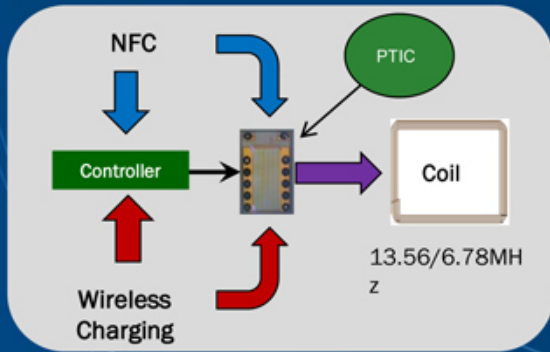 NFC
PTIC
Controller
Coil
13.56/6.78MH
z
Wireless
Charging